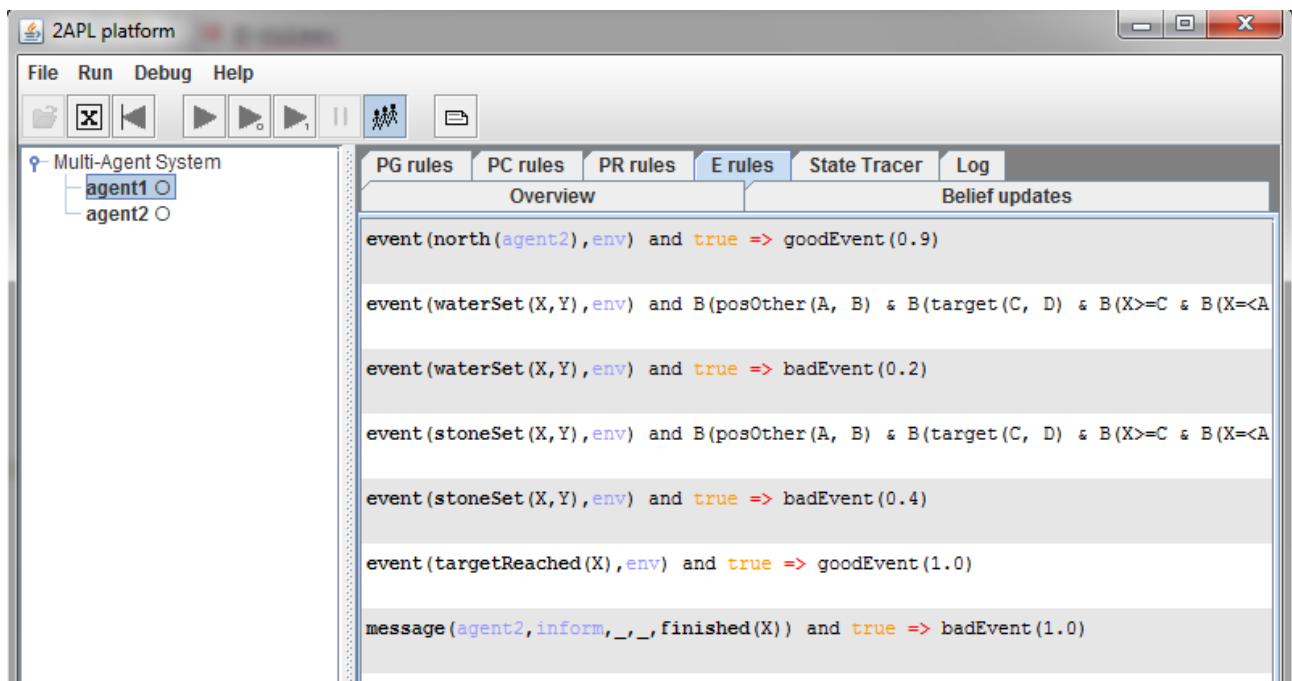 2APL platform
File Run Debug Help
Multi-Agent System
agent1
agent2
PG rules PC rules PR rules E rules State Tracer Log
Overview Belief updates
event(north(agent2),env) and true => goodEvent(0.9)
event(waterSet(X,Y),env) and B(posOther(A, B) & B(target(C, D) & B(X>=C & B(X=<A
event(waterSet(X,Y),env) and true => badEvent(0.2)
event(stoneSet(X,Y),env) and B(posOther(A, B) & B(target(C, D) & B(X>=C & B(X=<A
event(stoneSet(X,Y),env) and true => badEvent(0.4)
event(targetReached(X),env) and true => goodEvent(1.0)
message(agent2,inform,_,_,finished(X)) and true => badEvent(1.0)